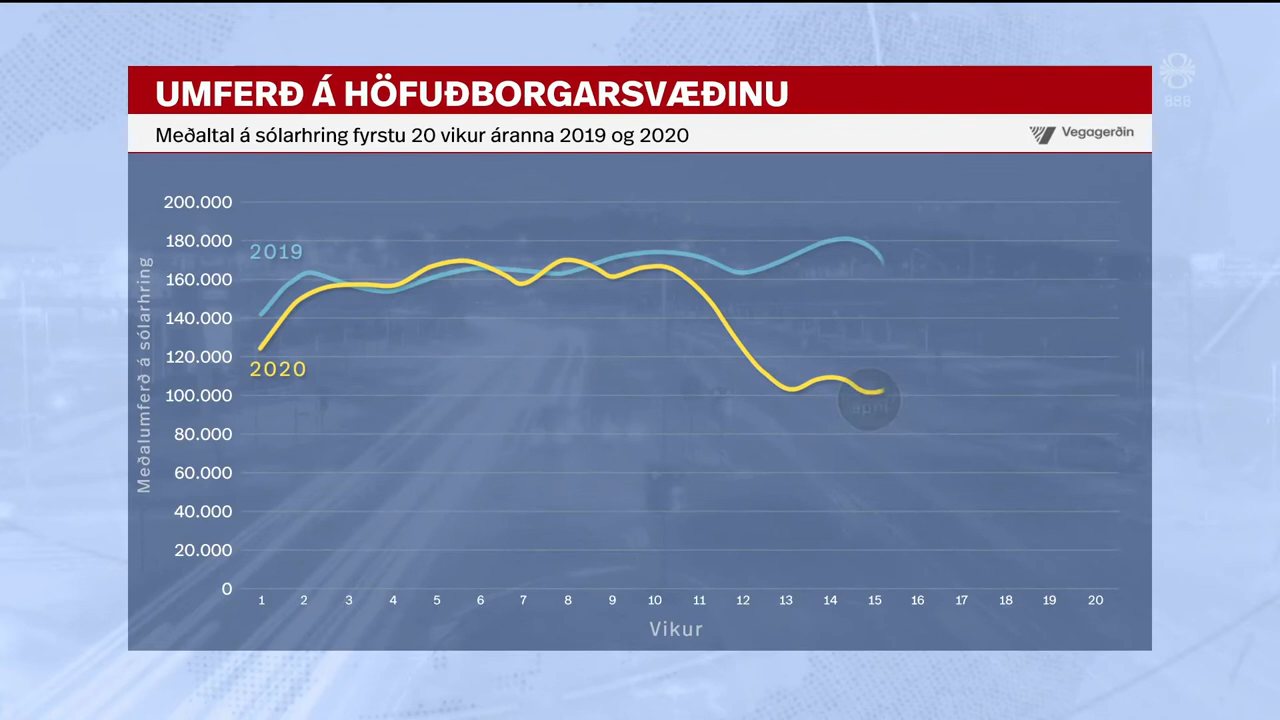 UMFERÐ Á HÖFUÐBORGARSVÆÐINU
888
Meðaltal á sólarhring fyrstu 20 vikur áranna 2019 og 2020
Vegagerðin
Meðalumferð á sólarhring
200.000
180.000
160.000
140.000
120.000
100.000
80.000
60.000
40.000
20.000
0
2019
2020
apríl
1 2 3 4 5 6 7 8 9 10 11 12 13 14 15 16 17 18 19 20
Vikur